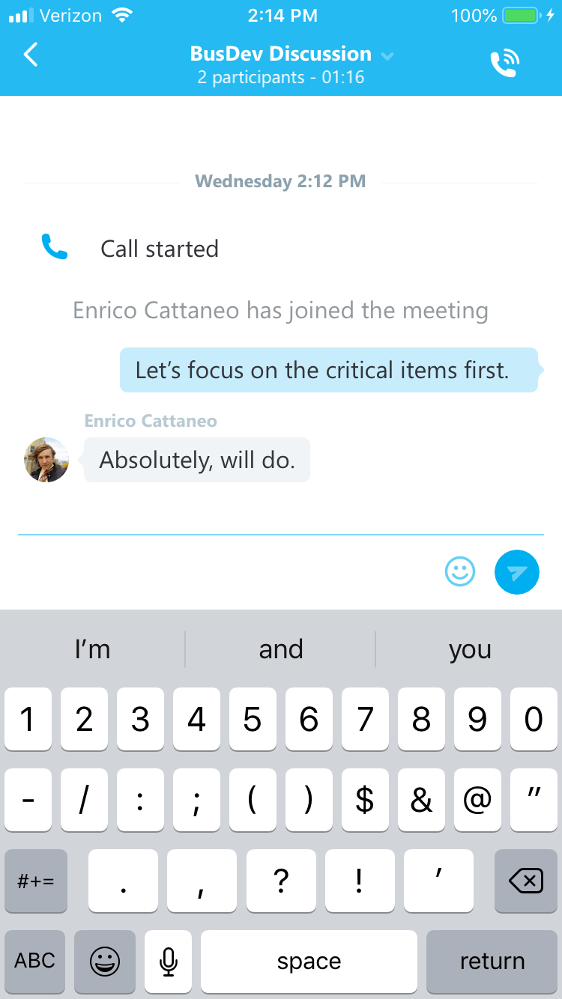 Verizon 2:14 PM 100%
BusDev Discussion
2 participants - 01:16
Wednesday 2:12 PM
Call started
Enrico Cattaneo has joined the meeting
Let's focus on the critical items first.
Enrico Cattaneo
Absolutely, will do.
I'm and you
1 2 3 4 5 6 7 8 9 0
- / : ; ( ) $ & @ "
#+= . , ? ! '
ABC space return